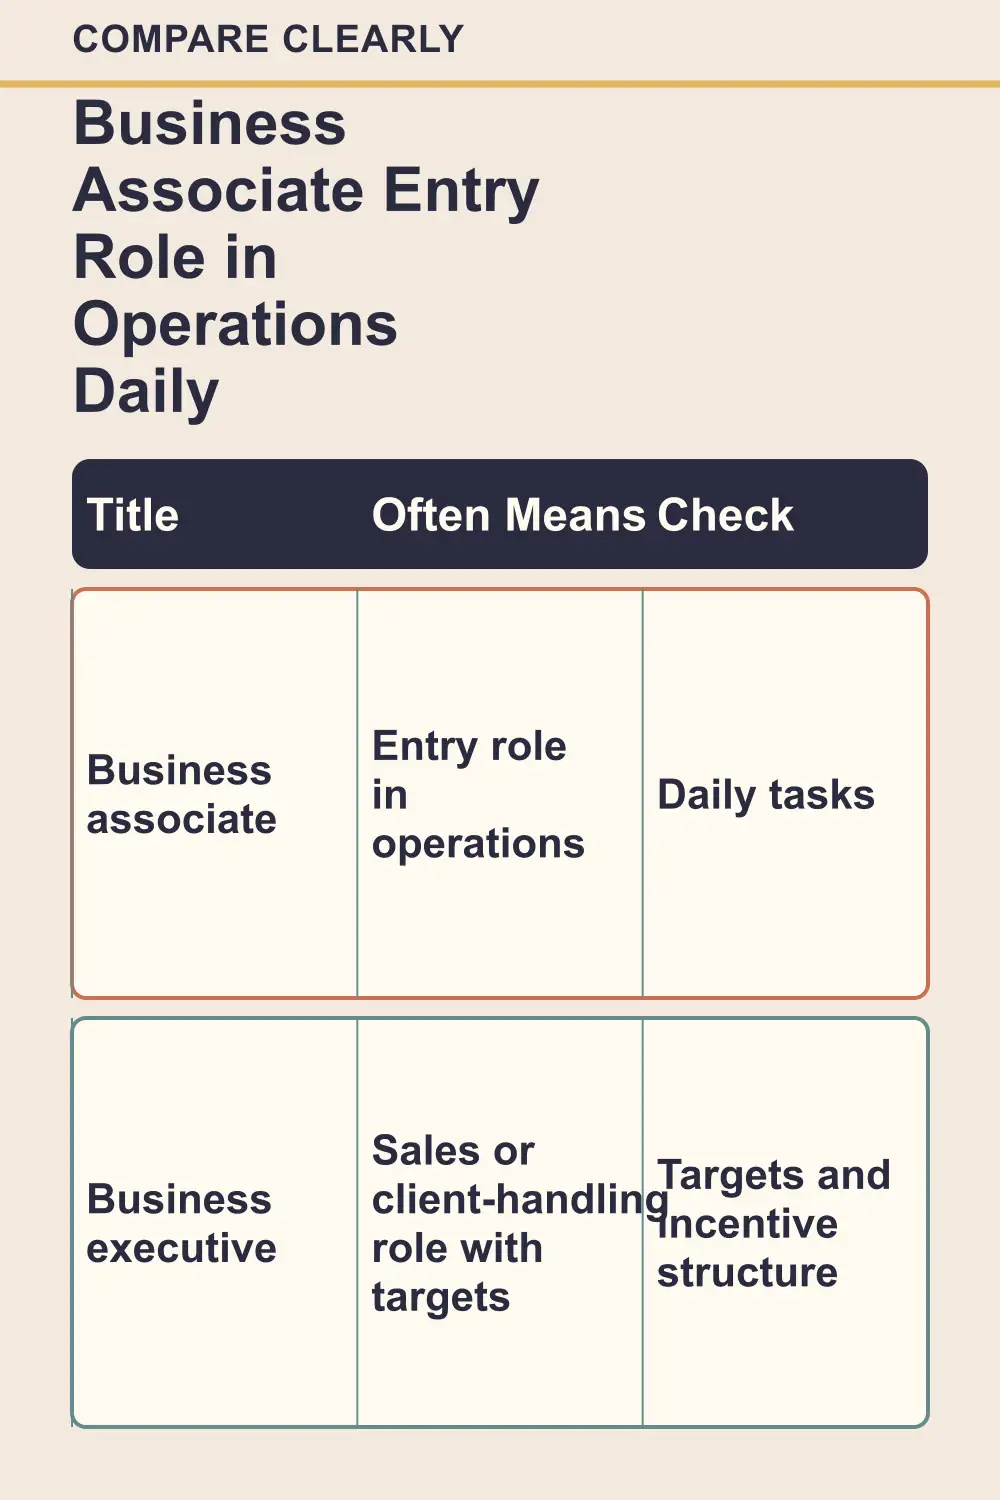 COMPARE CLEARLY
Business
Associate Entry
Role in
Operations
Daily
Title Often Means Check
Business
associate
Entry role
in
operations
Daily tasks
Business
executive
Sales or
client-handling
role with
targets
Targets and
incentive
structure